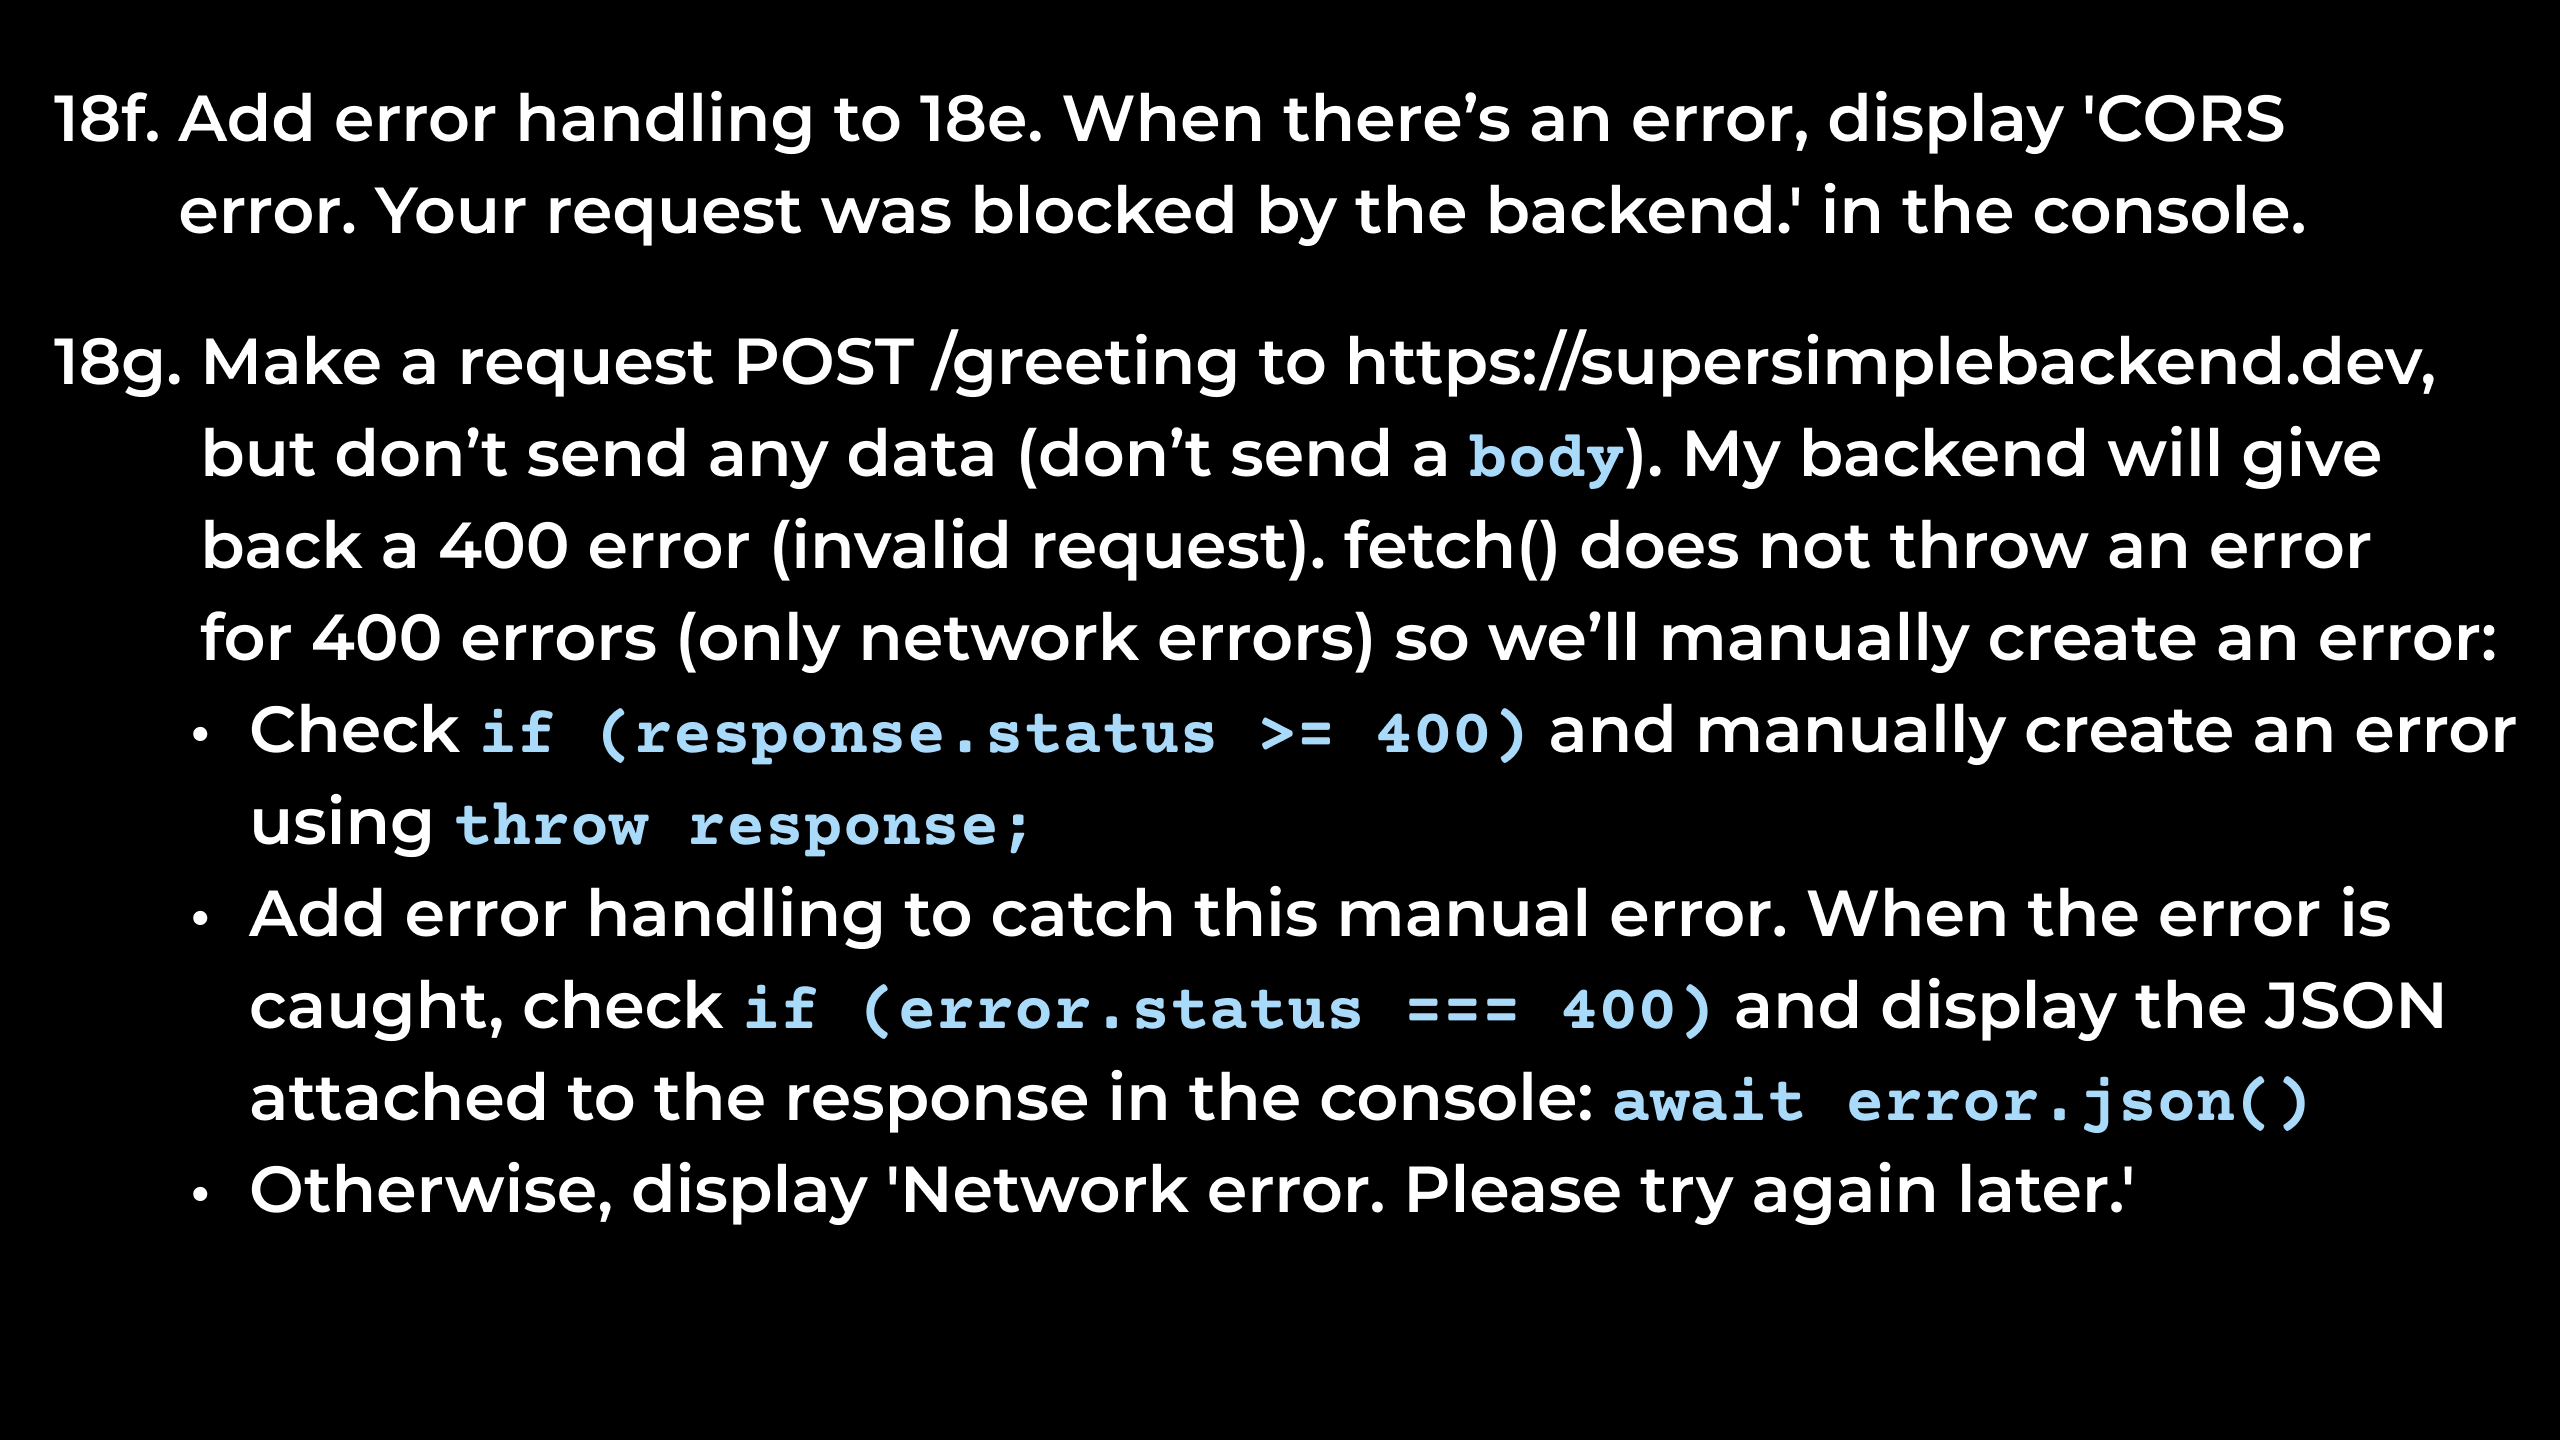 18f. Add error handling to 18e. When there’s an error, display 'CORS
error. Your request was blocked by the backend.' in the console.
18g. Make a request POST /greeting to https://supersimplebackend.dev,
but don’t send any data (don’t send a body). My backend will give
back a 400 error (invalid request). fetch() does not throw an error
for 400 errors (only network errors) so we’ll manually create an error:
• Check if (response.status >= 400) and manually create an error
using throw response;
• Add error handling to catch this manual error. When the error is
caught, check if (error.status === 400) and display the JSON
attached to the response in the console: await error.json()
• Otherwise, display 'Network error. Please try again later.'